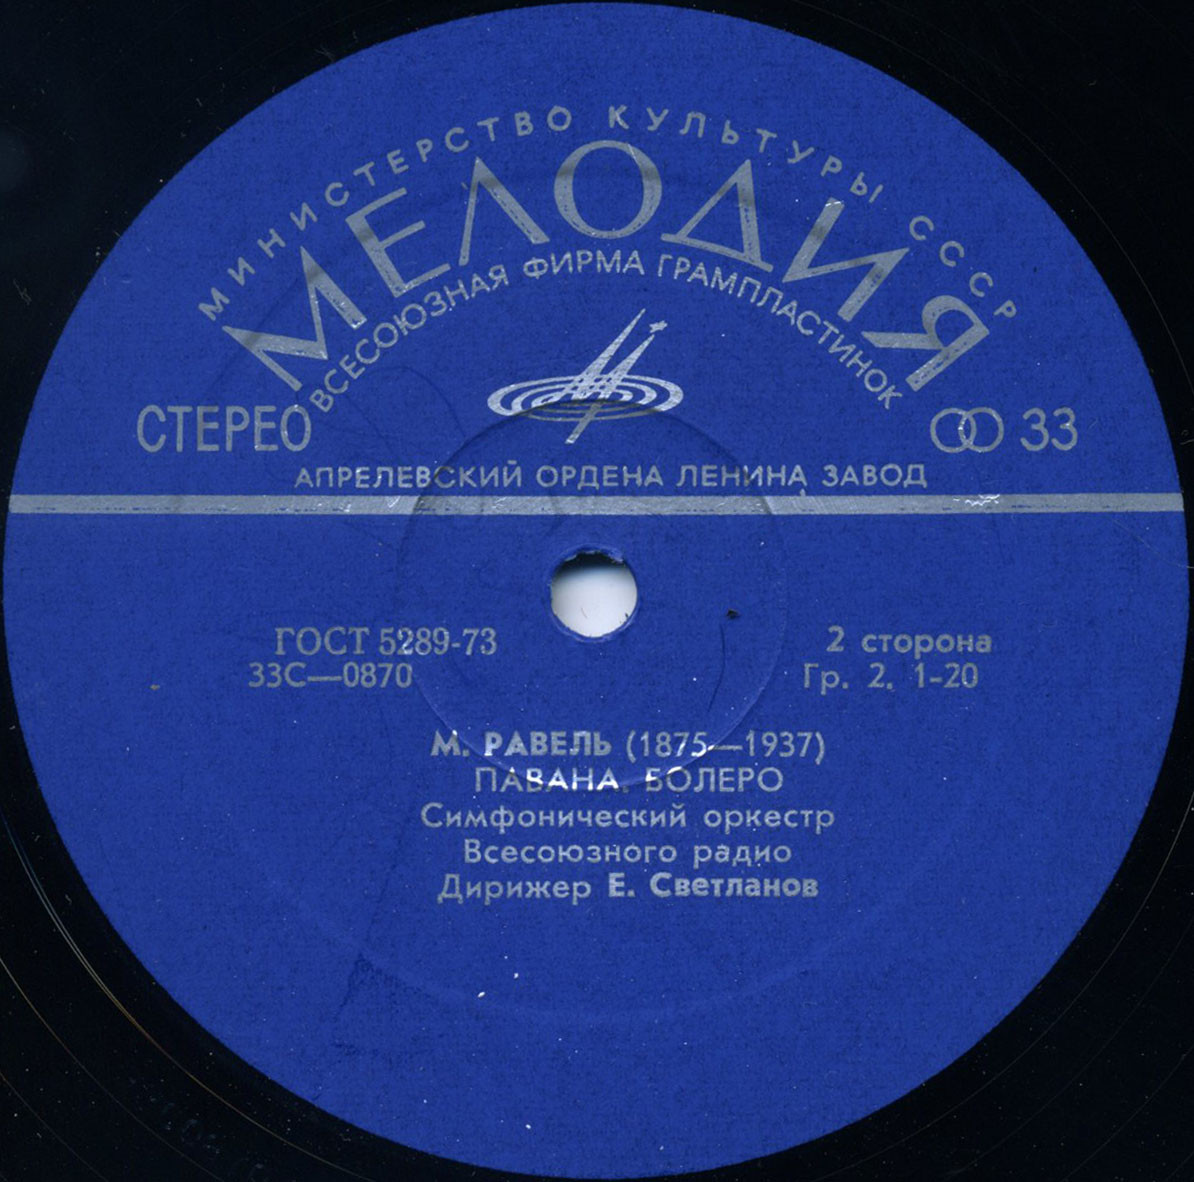 МИНИСТЕРСТВО КУЛЬТУРЫ СССР
МЕЛОДИЯ
ВСЕСОЮЗНАЯ ФИРМА ГРАМПЛАСТИНОК
СТЕРЕО
33
АПРЕЛЕВСКИЙ ОРДЕНА ЛЕНИНА ЗАВОД
ГОСТ 5289-73
2 сторона
33С—0870
Гр. 2. 1-20
М. РАВЕЛЬ (1875—1937)
ПАВАНА. БОЛЕРО
Симфонический оркестр
Всесоюзного радио
Дирижер Е. Светланов